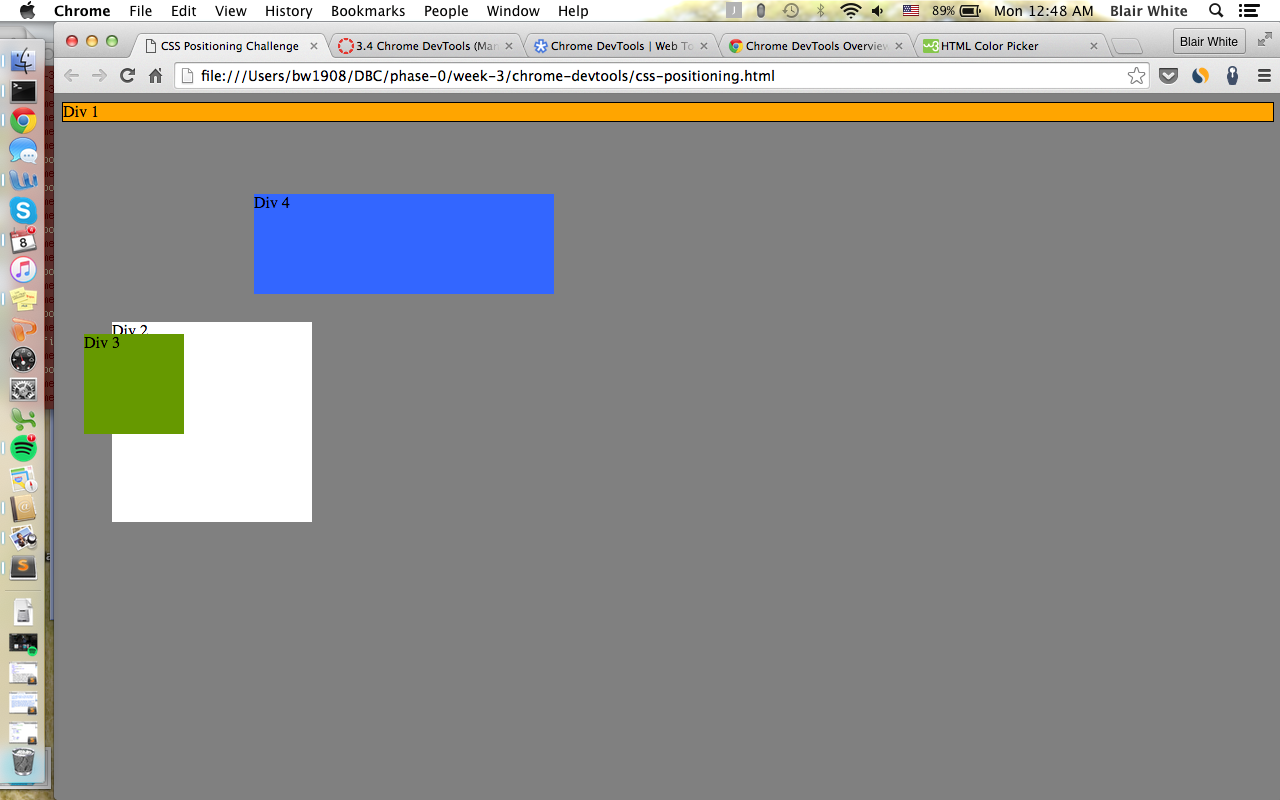 Chrome File Edit View History Bookmarks People Window Help 89% Mon 12:48 AM Blair White
CSS Positioning Challenge 3.4 Chrome DevTools (Man Chrome DevTools | Web To Chrome DevTools Overview HTML Color Picker Blair White
file:///Users/bw1908/DBC/phase-0/week-3/chrome-devtools/css-positioning.html
Div 1
Div 4
Div 2
Div 3
8